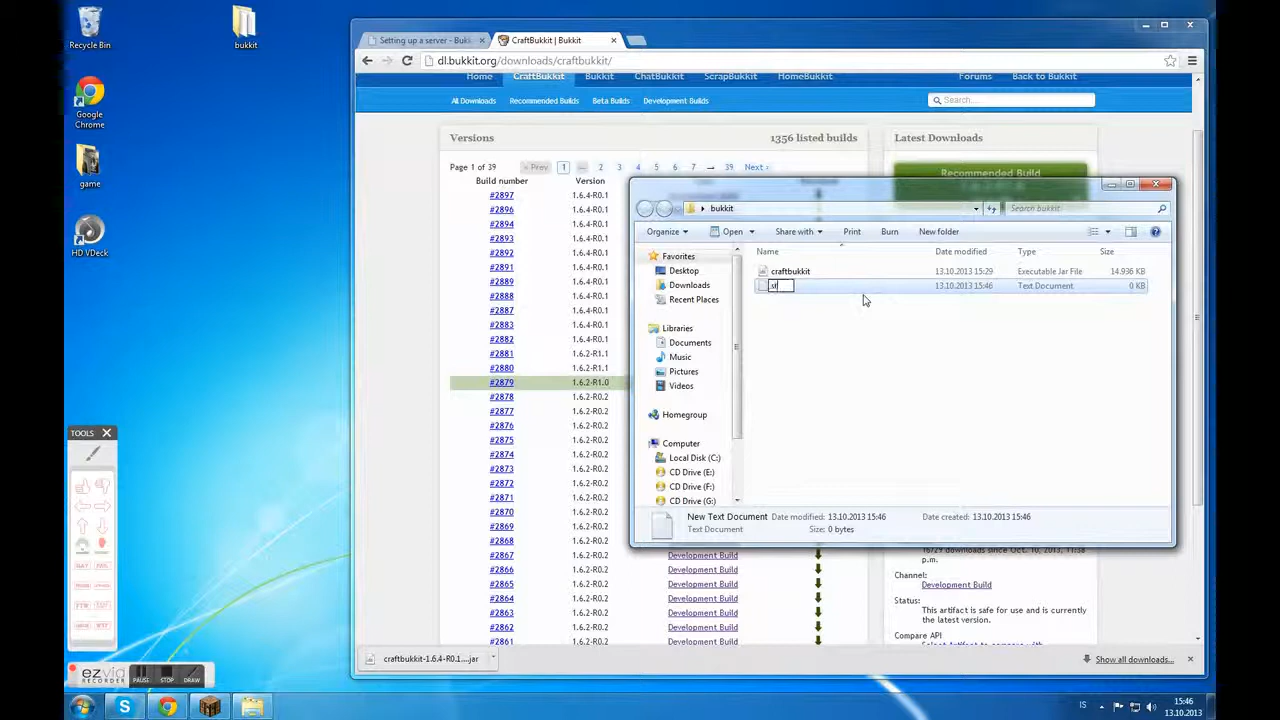 Recycle Bin
bukkit
Google
Chrome
game
HD VDeck
TOOLS
ezvid
RECORDER
PAUSE
STOP
DRAW
Setting up a server - Bukk
CraftBukkit | Bukkit
dl.bukkit.org/downloads/craftbukkit/
Home CraftBukkit Bukkit ChatBukkit ScrapBukkit HomeBukkit Forums Back to Bukkit
All Downloads Recommended Builds Beta Builds Development Builds Search....
Versions 1356 listed builds
Latest Downloads
Page 1 of 39 « Prev 1 ... 2 3 4 5 6 7 → 39 Next ›
Recommended Build
Build number Version
#2897 1.6.4-R0.1
#2896 1.6.4-R0.1
#2894 1.6.4-R0.1
#2893 1.6.4-R0.1
#2892 1.6.4-R0.1
#2891 1.6.4-R0.1
#2889 1.6.4-R0.1
#2888 1.6.4-R0.1
#2887 1.6.4-R0.1
#2883 1.6.4-R0.1
#2882 1.6.4-R0.1
#2881 1.6.2-R1.1
#2880 1.6.2-R1.1
#2879 1.6.2-R1.0
#2878 1.6.2-R0.2
#2877 1.6.2-R0.2
#2876 1.6.2-R0.2
#2875 1.6.2-R0.2
#2874 1.6.2-R0.2
#2873 1.6.2-R0.2
#2872 1.6.2-R0.2
#2871 1.6.2-R0.2
#2870 1.6.2-R0.2
#2869 1.6.2-R0.2
#2868 1.6.2-R0.2
#2867 1.6.2-R0.2 Development Build
#2866 1.6.2-R0.2 Development Build
#2865 1.6.2-R0.2 Development Build
#2864 1.6.2-R0.2 Development Build
#2863 1.6.2-R0.2 Development Build
#2862 1.6.2-R0.2 Development Build
#2861 1.6.2-R0.2 Development Build
bukkit
Search bukkit
Organize Open Share with Print Burn New folder
Favorites
Desktop
Downloads
Recent Places
Libraries
Documents
Music
Pictures
Videos
Homegroup
Computer
Local Disk (C:)
CD Drive (E:)
CD Drive (F:)
CD Drive (G:)
Name Date modified Type Size
craftbukkit 13.10.2013 15:29 Executable Jar File 14.936 KB
st 13.10.2013 15:46 Text Document 0 KB
New Text Document Date modified: 13.10.2013 15:46 Date created: 13.10.2013 15:46
Text Document Size: 0 bytes
downloads since Oct. 10, 2013,
p.m.
Channel:
Development Build
Status:
This artifact is safe for use and is currently
the latest version.
Compare API
craftbukkit-1.6.4-R0.1....jar
Show all downloads...
IS
15:46
13.10.2013